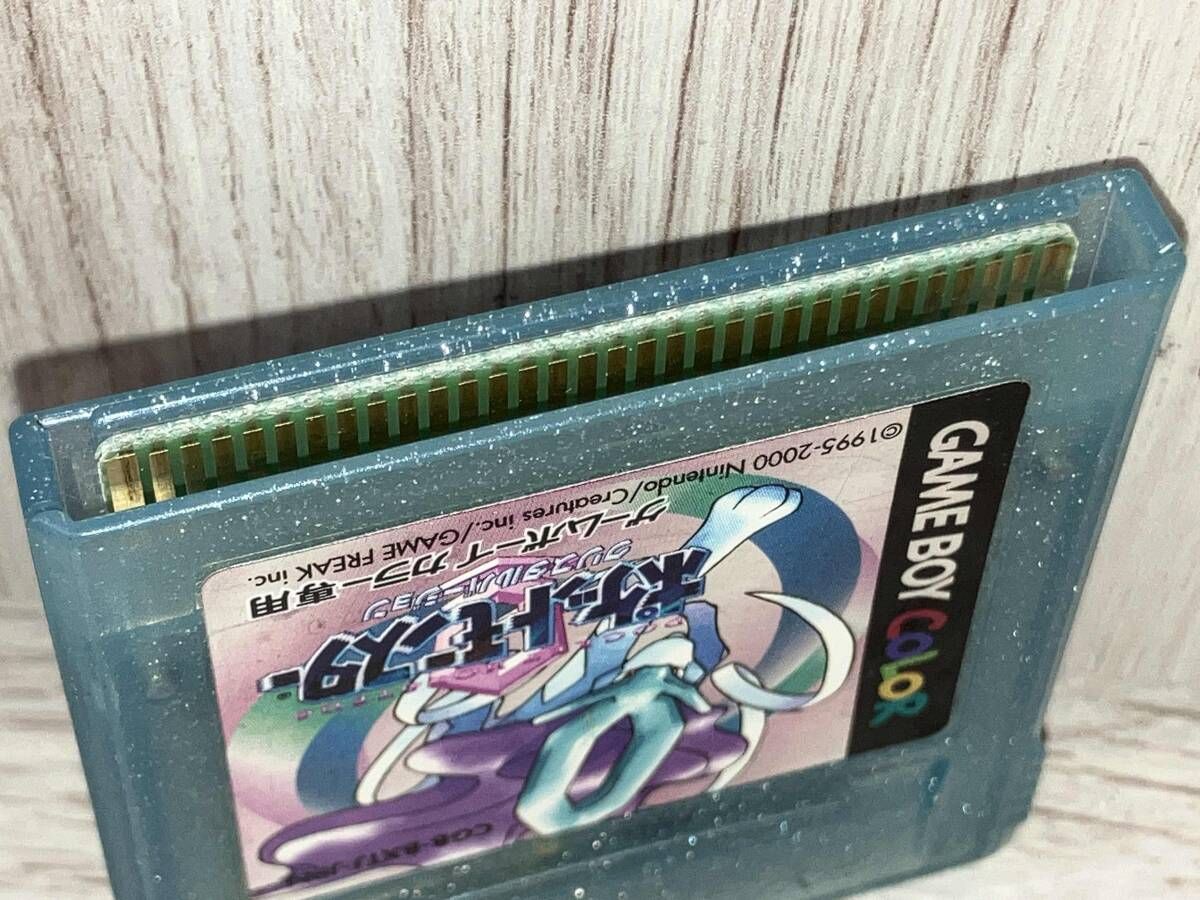 GAME BOY COLOR
ポケットモンスター
クリスタルバージョン
ゲームボーイカラー専用
©1995-2000 Nintendo/Creatures inc./GAME FREAK inc.